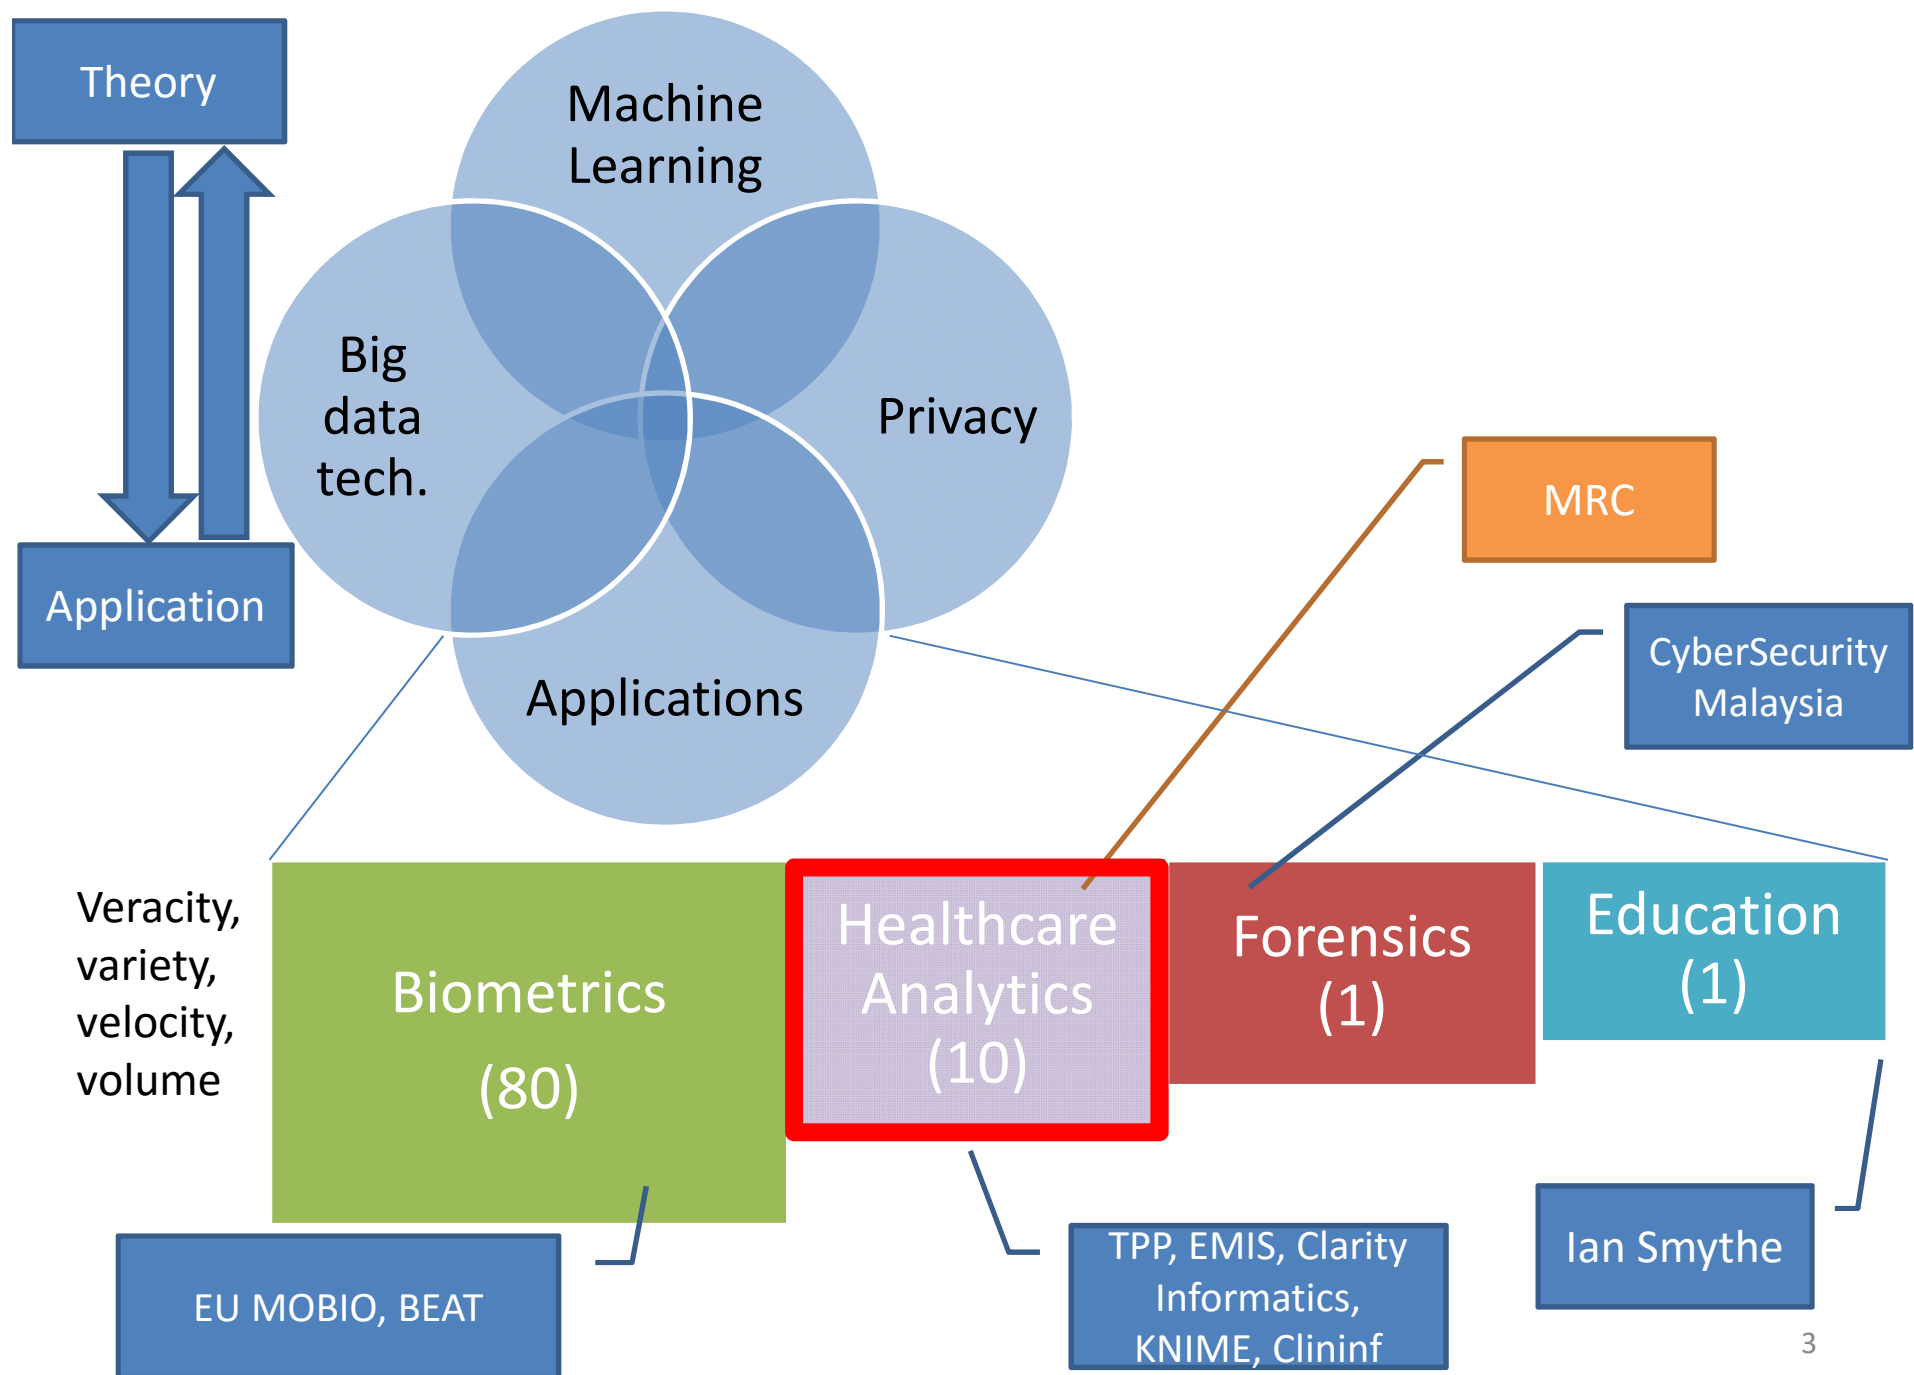 Theory
Machine
Learning
Big
data
tech.
Privacy
MRC
Application
CyberSecurity
Malaysia
Applications
Veracity,
variety,
velocity,
volume
Biometrics
(80)
Healthcare
Analytics
(10)
Forensics
(1)
Education
(1)
EU MOBIO, BEAT
TPP, EMIS, Clarity
Informatics,
KNIME, Clininf
Ian Smythe
3